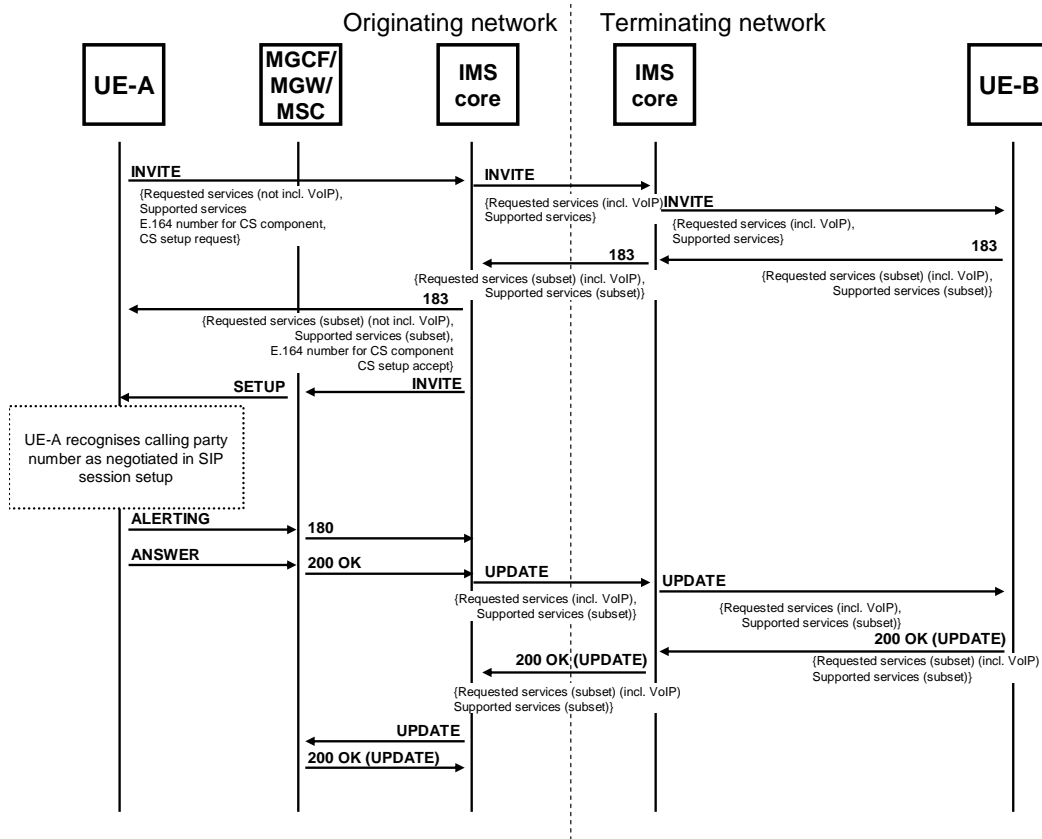 Originating network
Terminating network
UE-A
MGCF/
MGW/
MSC
IMS
core
IMS
core
UE-B
INVITE
{Requested services (not incl. VoIP),
Supported services
E.164 number for CS component,
CS setup request}
INVITE
{Requested services (incl. VoIP)
Supported services}
INVITE
{Requested services (incl. VoIP),
Supported services}
183
{Requested services (subset) (incl. VoIP),
Supported services (subset)}
183
{Requested services (subset) (incl. VoIP),
Supported services (subset)}
183
{Requested services (subset) (not incl. VoIP),
Supported services (subset),
E.164 number for CS component
CS setup accept}
INVITE
SETUP
UE-A recognises calling party
number as negotiated in SIP
session setup
ALERTING
180
ANSWER
200 OK
UPDATE
{Requested services (incl. VoIP),
Supported services (subset)}
UPDATE
{Requested services (incl. VoIP),
Supported services (subset)}
200 OK (UPDATE)
{Requested services (subset) (incl. VoIP)
Supported services (subset)}
200 OK (UPDATE)
{Requested services (subset) (incl. VoIP)
Supported services (subset)}
UPDATE
200 OK (UPDATE)